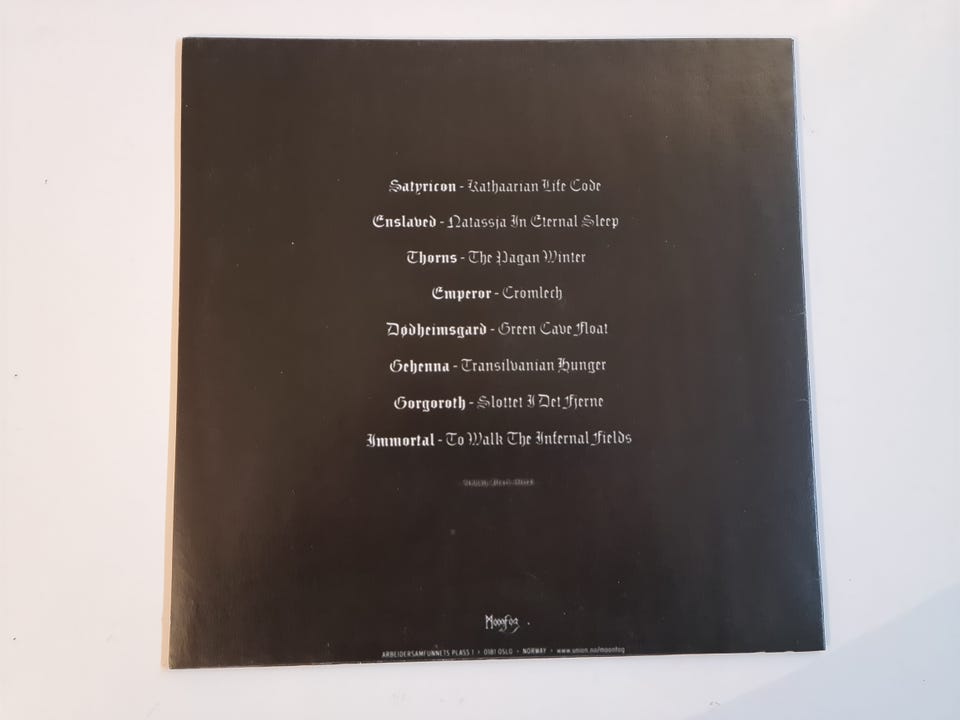 Satyricon - Kathaarian Life Code
Enslaved - Natassja In Eternal Sleep
Thorns - The Pagan Winter
Emperor - Cromlech
Dødheimsgard - Green Cave Float
Gehenna - Transilvanian Hunger
Gorgoroth - Slottet I Det Fjerne
Immortal - To Walk The Infernal Fields
Moonfog
ARBEIDERSAMFUNNETS PLASS 1 • 0181 OSLO • NORWAY • www.union.no/moonfog